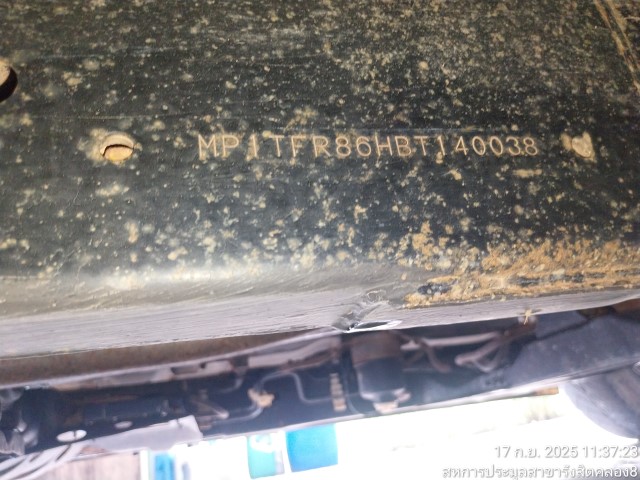 MP1TFR86HBT140038
17 ก.ย. 2025 11:37:23
สหการประมูลสาขารังสิตคลอง8